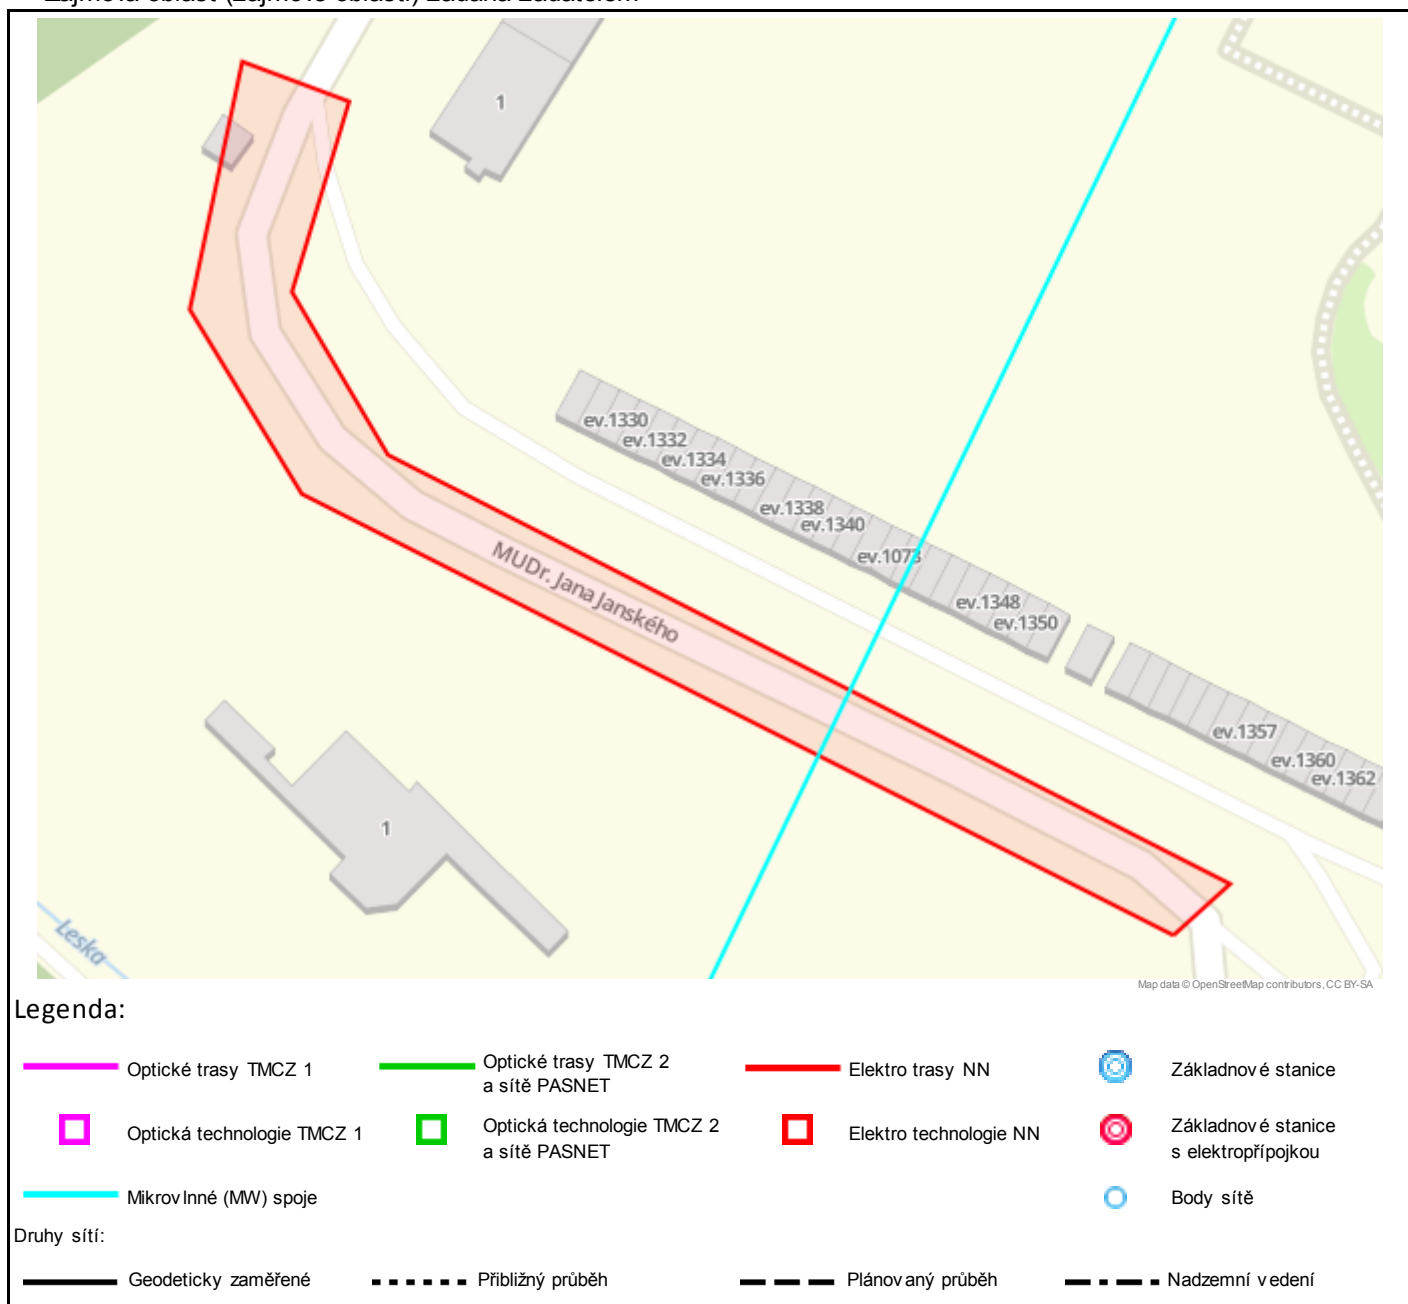 1
ev.1330
ev.1332
ev.1334
ev.1336
ev.1338
ev.1340
ev.1073
ev.1348
ev.1350
MUDr. Jana Janského
ev.1357
ev.1360
ev.1362
1
Leska
Map data © OpenStreetMap contributors, CC BY-SA
Legenda:
Optické trasy TMCZ 1
Optické trasy TMCZ 2
a sítě PASNET
Elektro trasy NN
Základnové stanice
Optická technologie TMCZ 1
Optická technologie TMCZ 2
a sítě PASNET
Elektro technologie NN
Základnové stanice
s elektropřípojkou
Mikrovlnné (MW) spoje
Body sítě
Druhy sítí:
Geodeticky zaměřené
Přibližný průběh
Plánovaný průběh
Nadzemní vedení